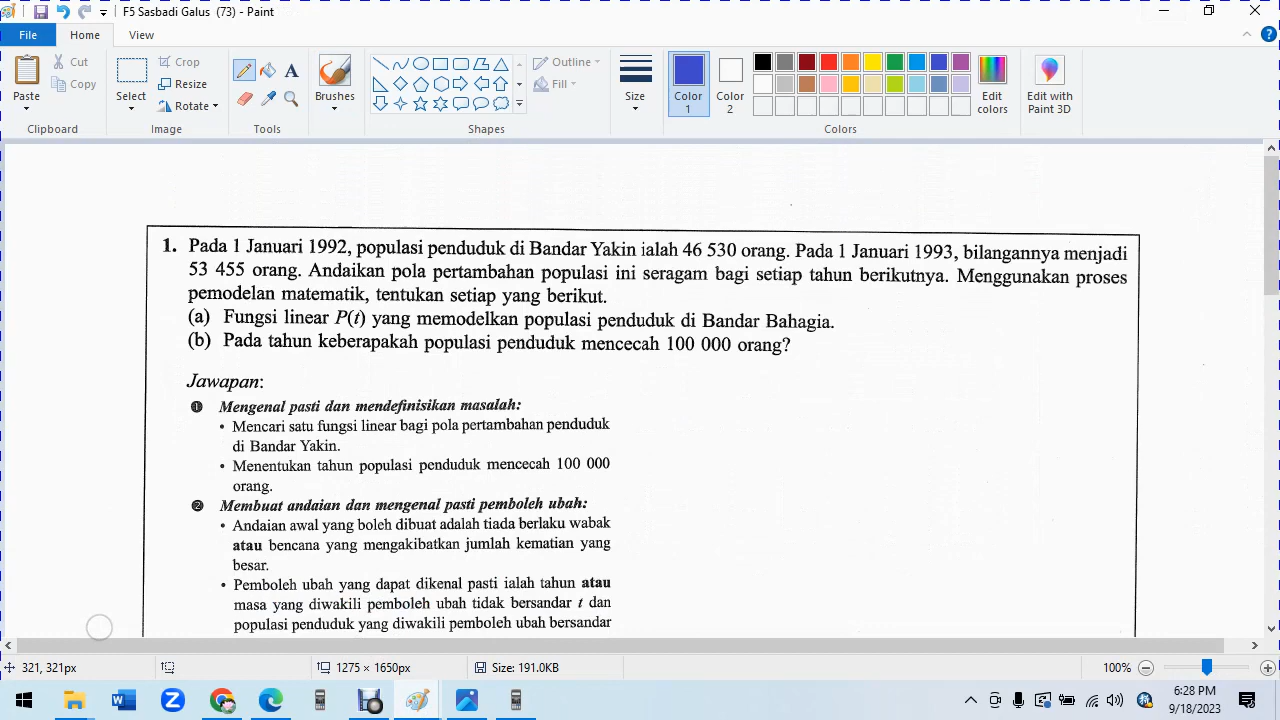 F5 Sasbadi Galus (73) - Paint
File
Home
View
Paste
Cut
Copy
Clipboard
Select
Crop
Resize
Rotate
Image
A
Tools
Brushes
Shapes
Outline
Fill
Size
Color 1
Color 2
Edit colors
Colors
Edit with Paint 3D
1. Pada 1 Januari 1992, populasi penduduk di Bandar Yakin ialah 46 530 orang. Pada 1 Januari 1993, bilangannya menjadi
53 455 orang. Andaikan pola pertambahan populasi ini seragam bagi setiap tahun berikutnya. Menggunakan proses
pemodelan matematik, tentukan setiap yang berikut.
(a) Fungsi linear P(t) yang memodelkan populasi penduduk di Bandar Bahagia.
(b) Pada tahun keberapakah populasi penduduk mencecah 100 000 orang?
Jawapan:
❶ Mengenal pasti dan mendefinisikan masalah:
• Mencari satu fungsi linear bagi pola pertambahan penduduk
di Bandar Yakin.
• Menentukan tahun populasi penduduk mencecah 100 000
orang.
❷ Membuat andaian dan mengenal pasti pemboleh ubah:
• Andaian awal yang boleh dibuat adalah tiada berlaku wabak
atau bencana yang mengakibatkan jumlah kematian yang
besar.
• Pemboleh ubah yang dapat dikenal pasti ialah tahun atau
masa yang diwakili pemboleh ubah tidak bersandar t dan
populasi penduduk yang diwakili pemboleh ubah bersandar
321, 321px
1275 × 1650px
Size: 191.0KB
100%
6:28 PM
9/18/2023